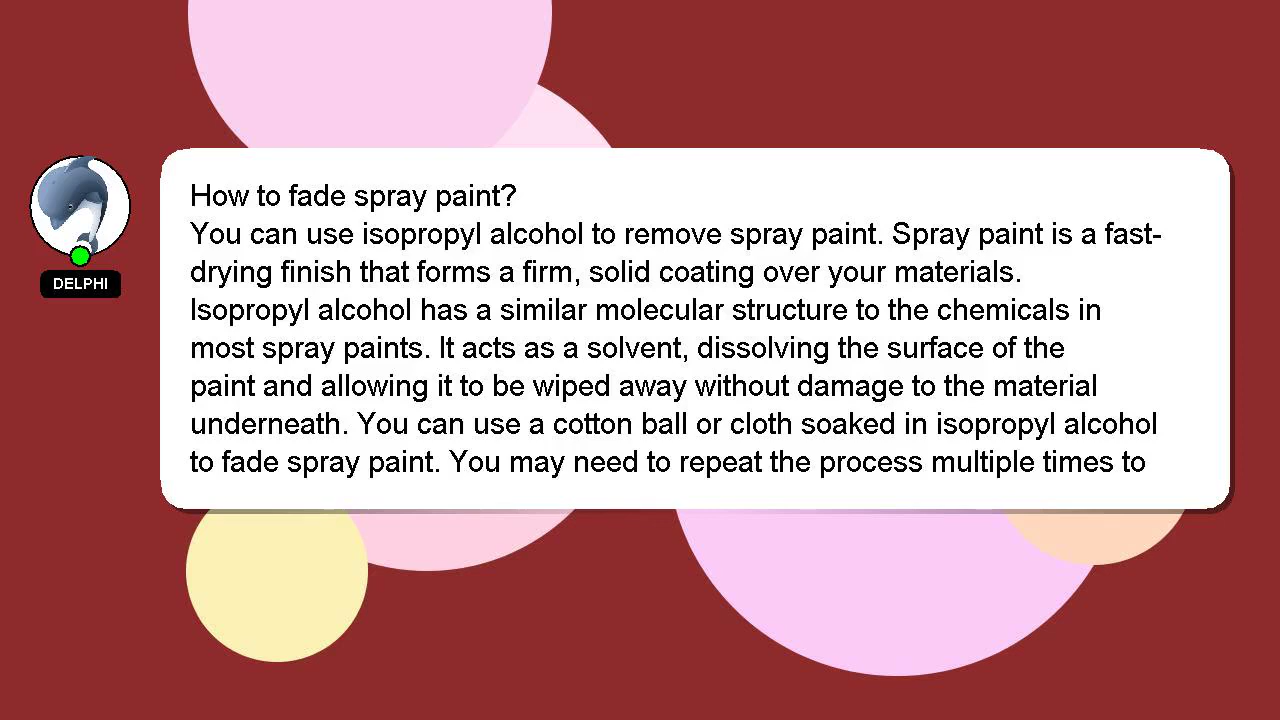 How to fade spray paint?
You can use isopropyl alcohol to remove spray paint. Spray paint is a fast-
drying finish that forms a firm, solid coating over your materials.
Isopropyl alcohol has a similar molecular structure to the chemicals in
most spray paints. It acts as a solvent, dissolving the surface of the
paint and allowing it to be wiped away without damage to the material
underneath. You can use a cotton ball or cloth soaked in isopropyl alcohol
to fade spray paint. You may need to repeat the process multiple times to
DELPHI